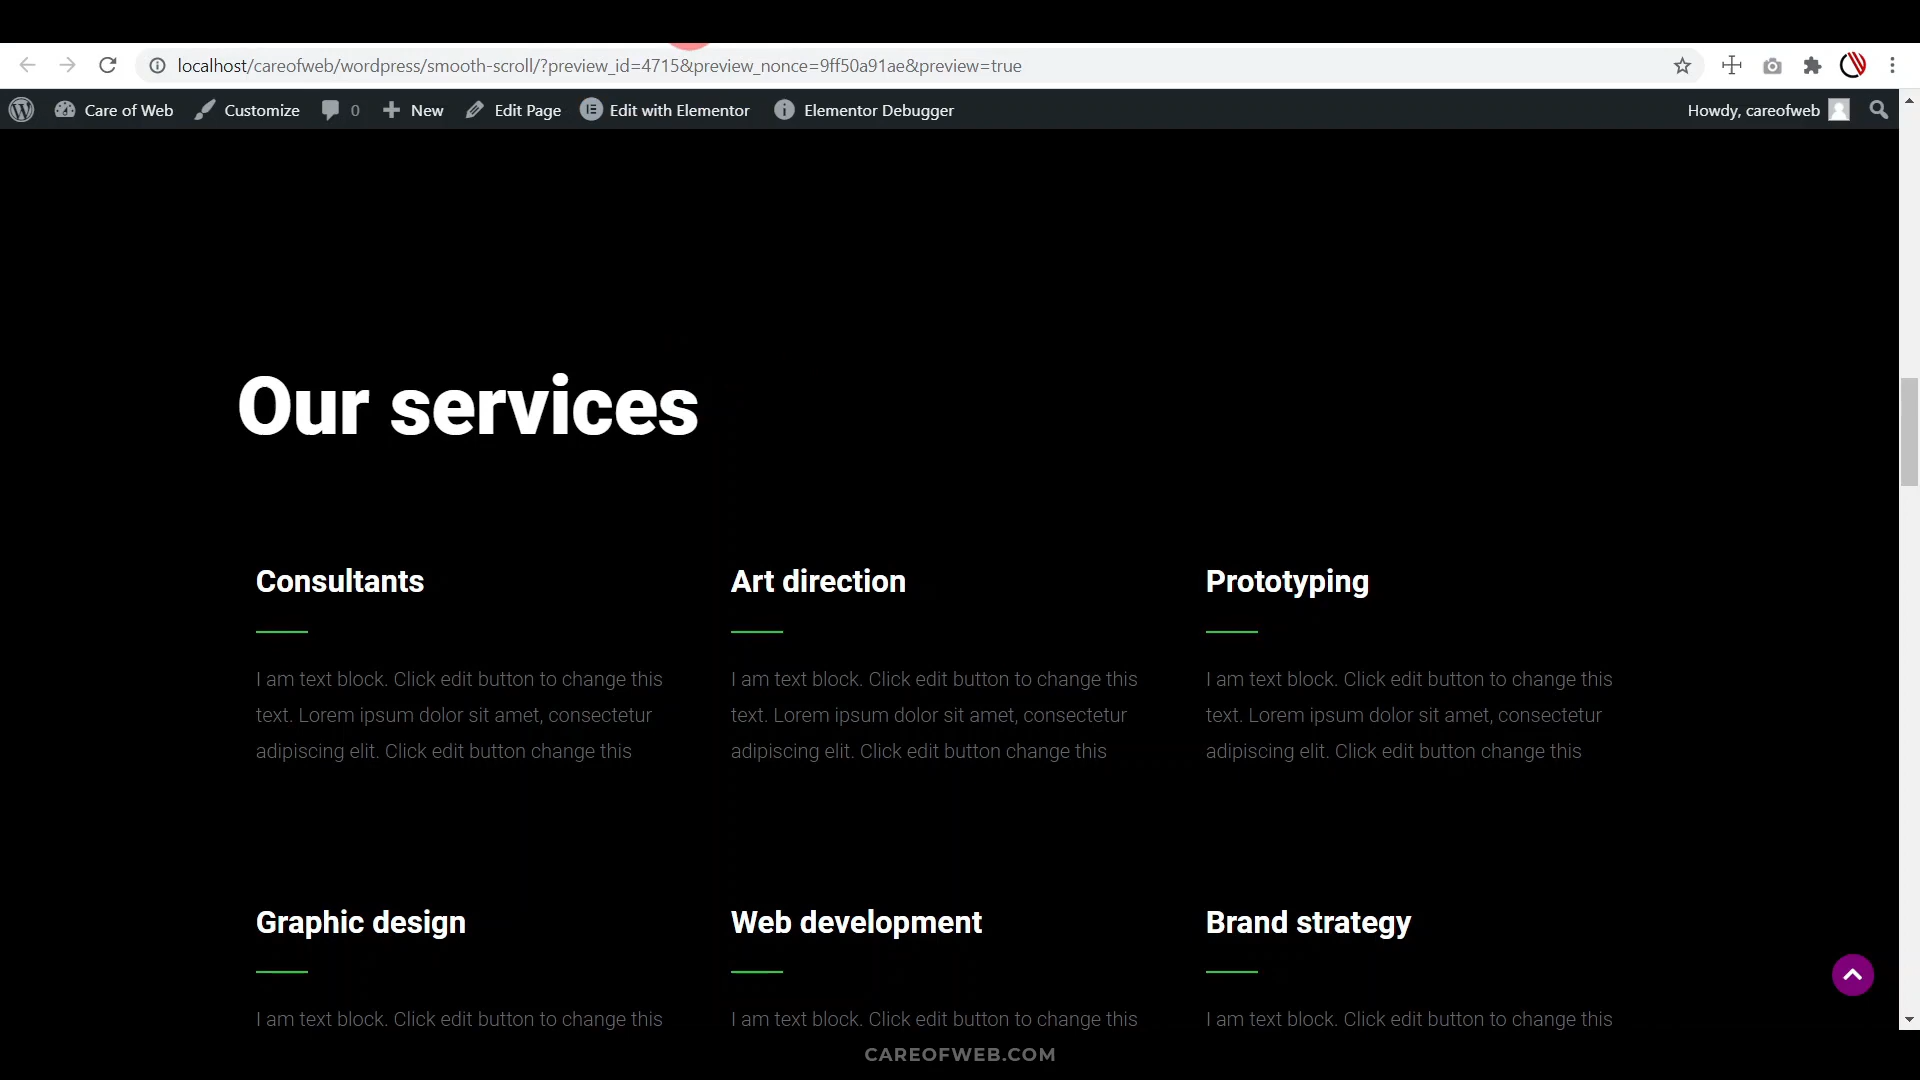 localhost/careofweb/wordpress/smooth-scroll/?preview_id=4715&preview_nonce=9ff50a91ae&preview=true
Care of Web Customize 0 New Edit Page Edit with Elementor Elementor Debugger Howdy, careofweb
Our services
Consultants
I am text block. Click edit button to change this
text. Lorem ipsum dolor sit amet, consectetur
adipiscing elit. Click edit button change this
Art direction
I am text block. Click edit button to change this
text. Lorem ipsum dolor sit amet, consectetur
adipiscing elit. Click edit button change this
Prototyping
I am text block. Click edit button to change this
text. Lorem ipsum dolor sit amet, consectetur
adipiscing elit. Click edit button change this
Graphic design
I am text block. Click edit button to change this
Web development
I am text block. Click edit button to change this
Brand strategy
I am text block. Click edit button to change this
CAREOFWEB.COM